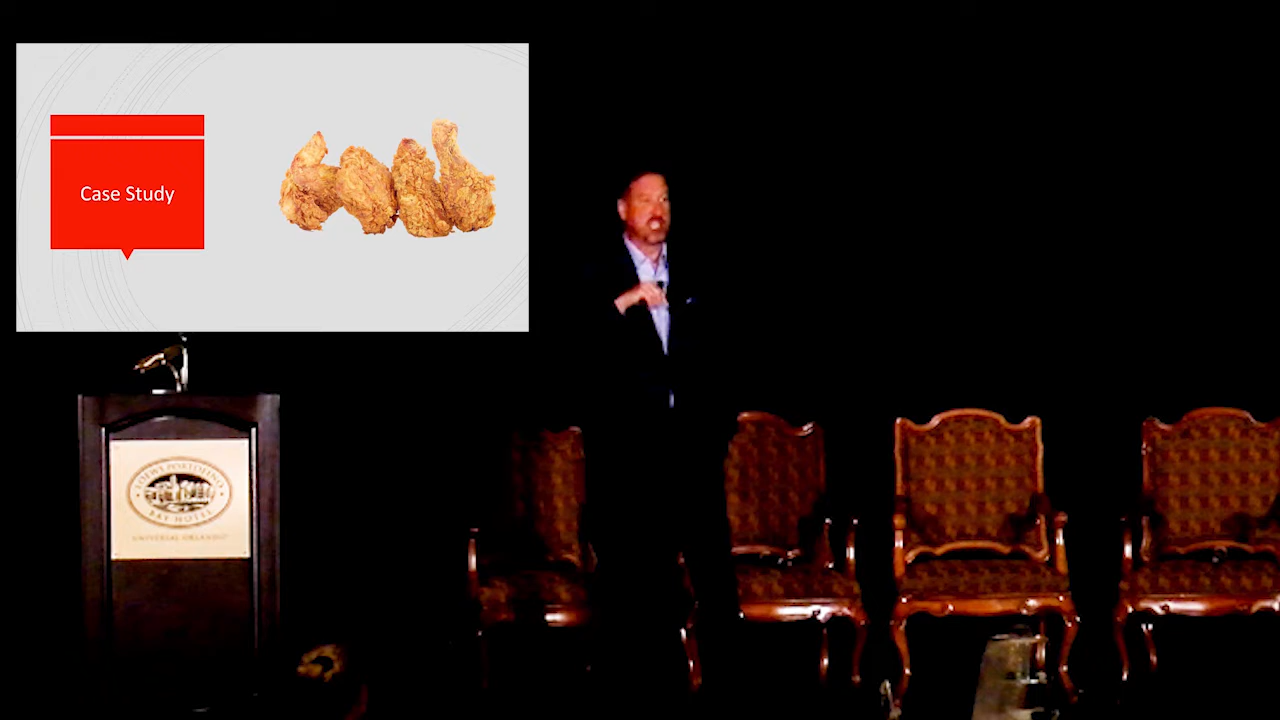 Case Study
LOEWS PORTOFINO
BAY HOTEL
UNIVERSAL ORLANDO